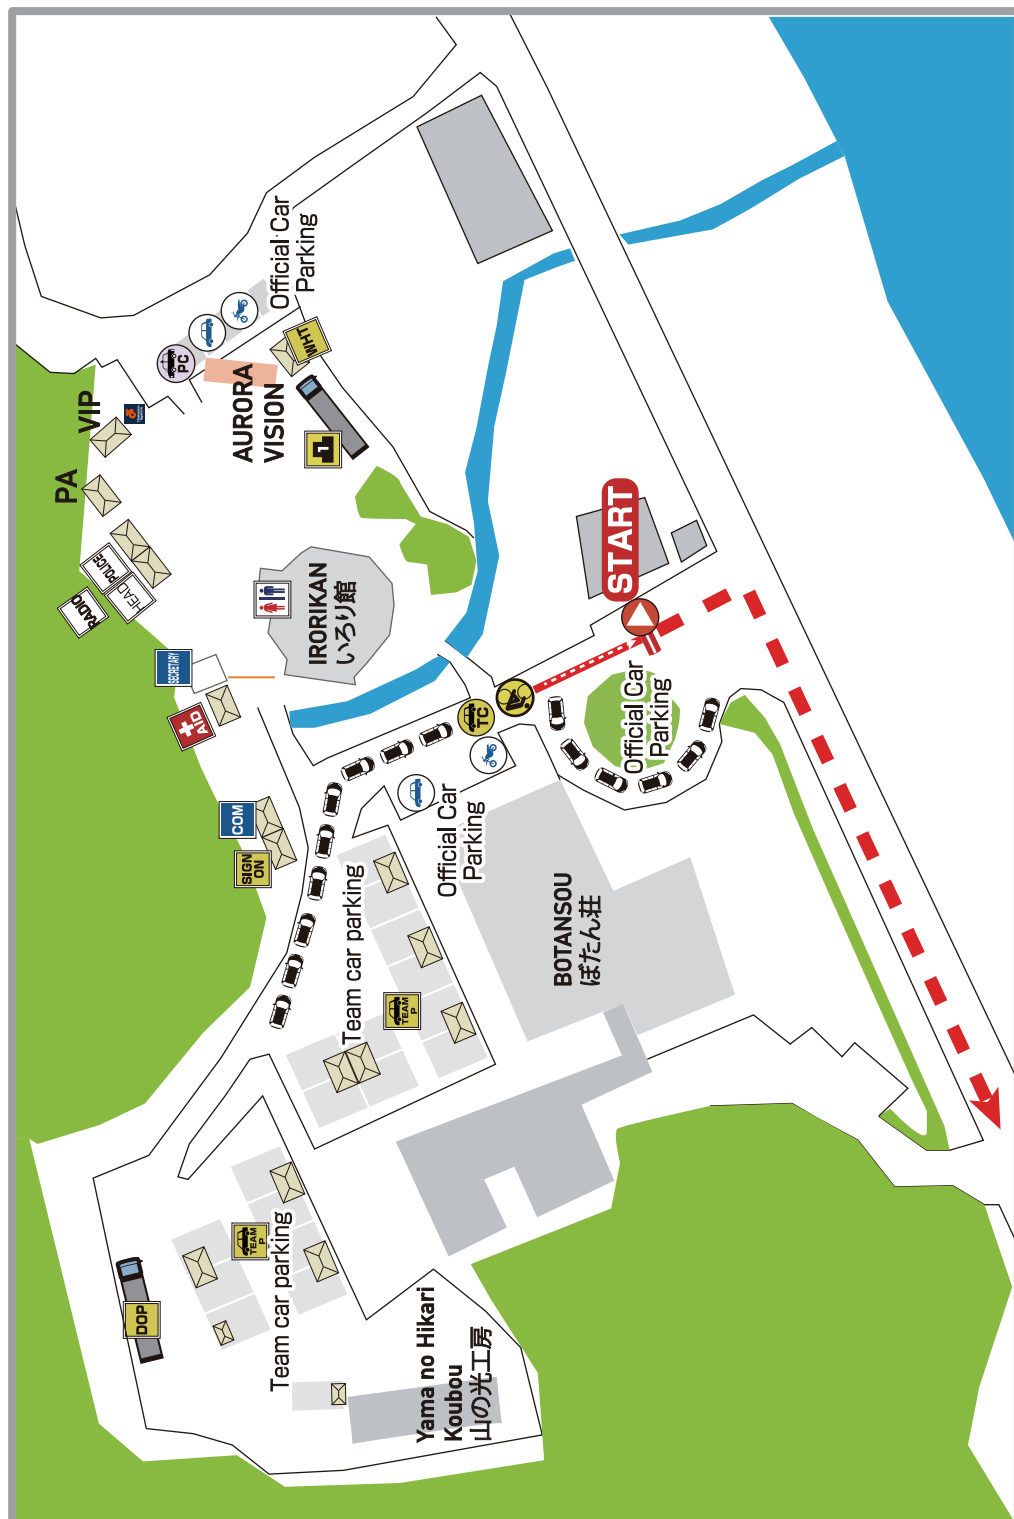 Official Car
Parking
PC
WHT
AURORA
VISION
1
VIP
PA
POLICE
HEAD
RADIO
SECRETARY
AID
IRORIKAN
いろり館
START
TC
Official Car
Parking
Official Car
Parking
COM
SIGN
ON
Team car parking
TEAM
P
BOTANSOU
ぼたん荘
TEAM
P
Team car parking
DOP
Yama no Hikari
Koubou
山の光工房